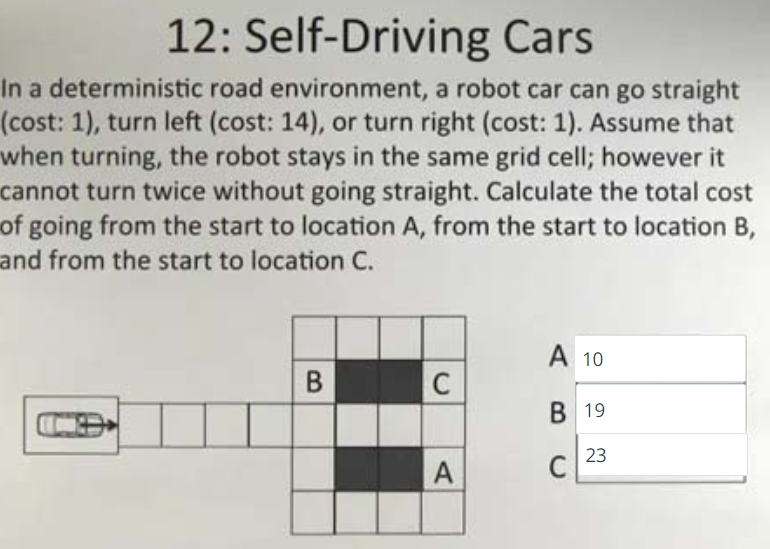 12: Self-Driving Cars
In a deterministic road environment, a robot car can go straight
(cost: 1), turn left (cost: 14), or turn right (cost: 1). Assume that
when turning, the robot stays in the same grid cell; however it
cannot turn twice without going straight. Calculate the total cost
of going from the start to location A, from the start to location B,
and from the start to location C.
A 10
B C
B 19
A
C 23